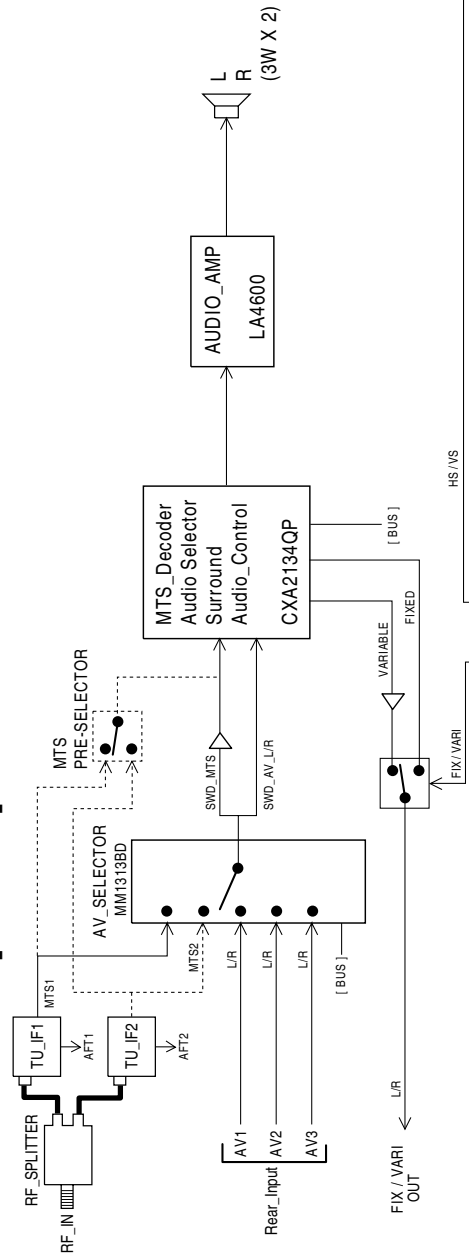 RF_SPLITTER
RF_IN
TU_IF1
AFT1
MTS1
TU_IF2
AFT2
MTS2
Rear_Input
AV1
AV2
AV3
L/R
L/R
L/R
AV_SELECTOR
MM1313BD
[ BUS ]
MTS
PRE-SELECTOR
SWD_MTS
SWD_AV_L/R
MTS_Decoder
Audio Selector
Surround
Audio_Control
CXA2134QP
[ BUS ]
VARIABLE
FIXED
FIX / VARI
HS / VS
L/R
FIX / VARI
OUT
AUDIO_AMP
LA4600
L
R
(3W X 2)